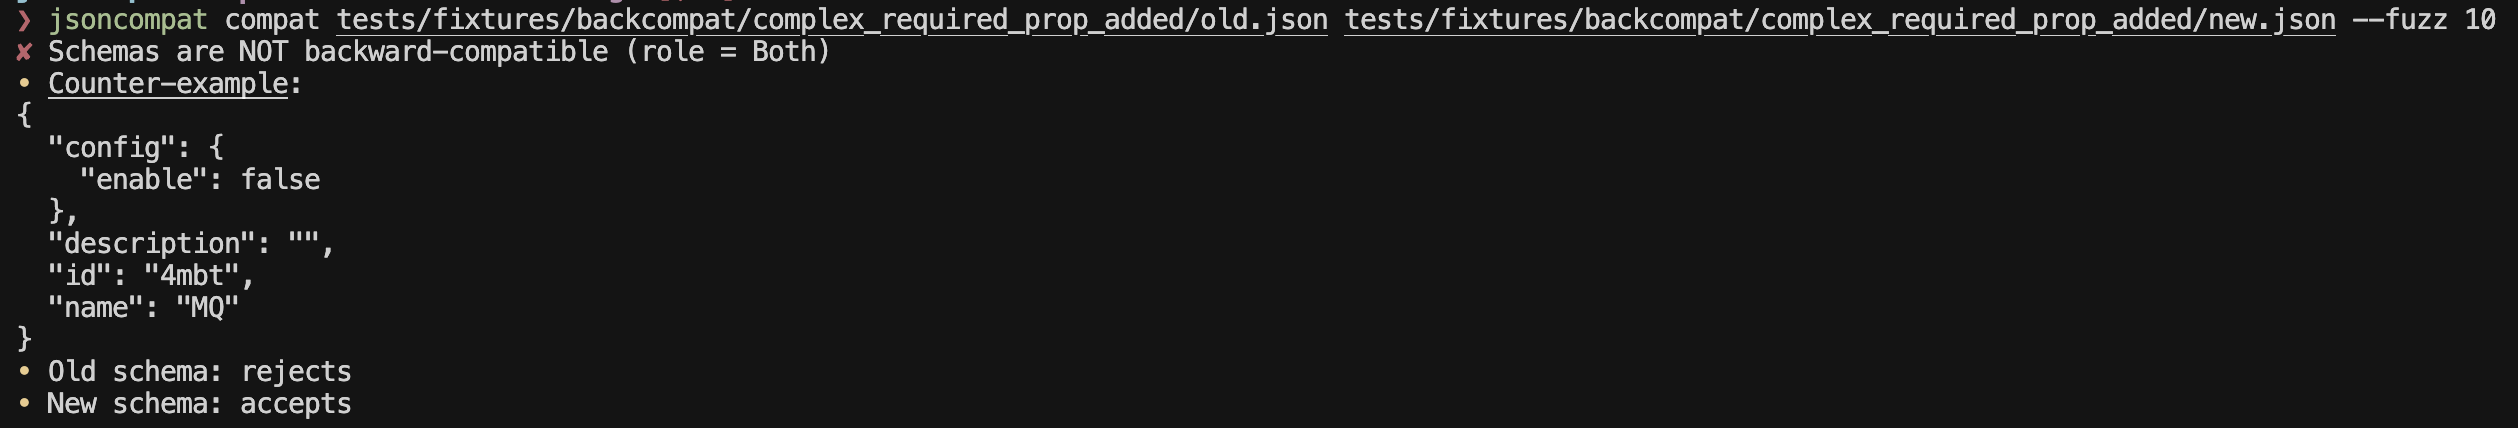 ❯ jsoncompat compat tests/fixtures/backcompat/complex_required_prop_added/old.json tests/fixtures/backcompat/complex_required_prop_added/new.json --fuzz 10
✘ Schemas are NOT backward-compatible (role = Both)
• Counter-example:
{
  "config": {
    "enable": false
  },
  "description": "",
  "id": "4mbt",
  "name": "MQ"
}
• Old schema: rejects
• New schema: accepts